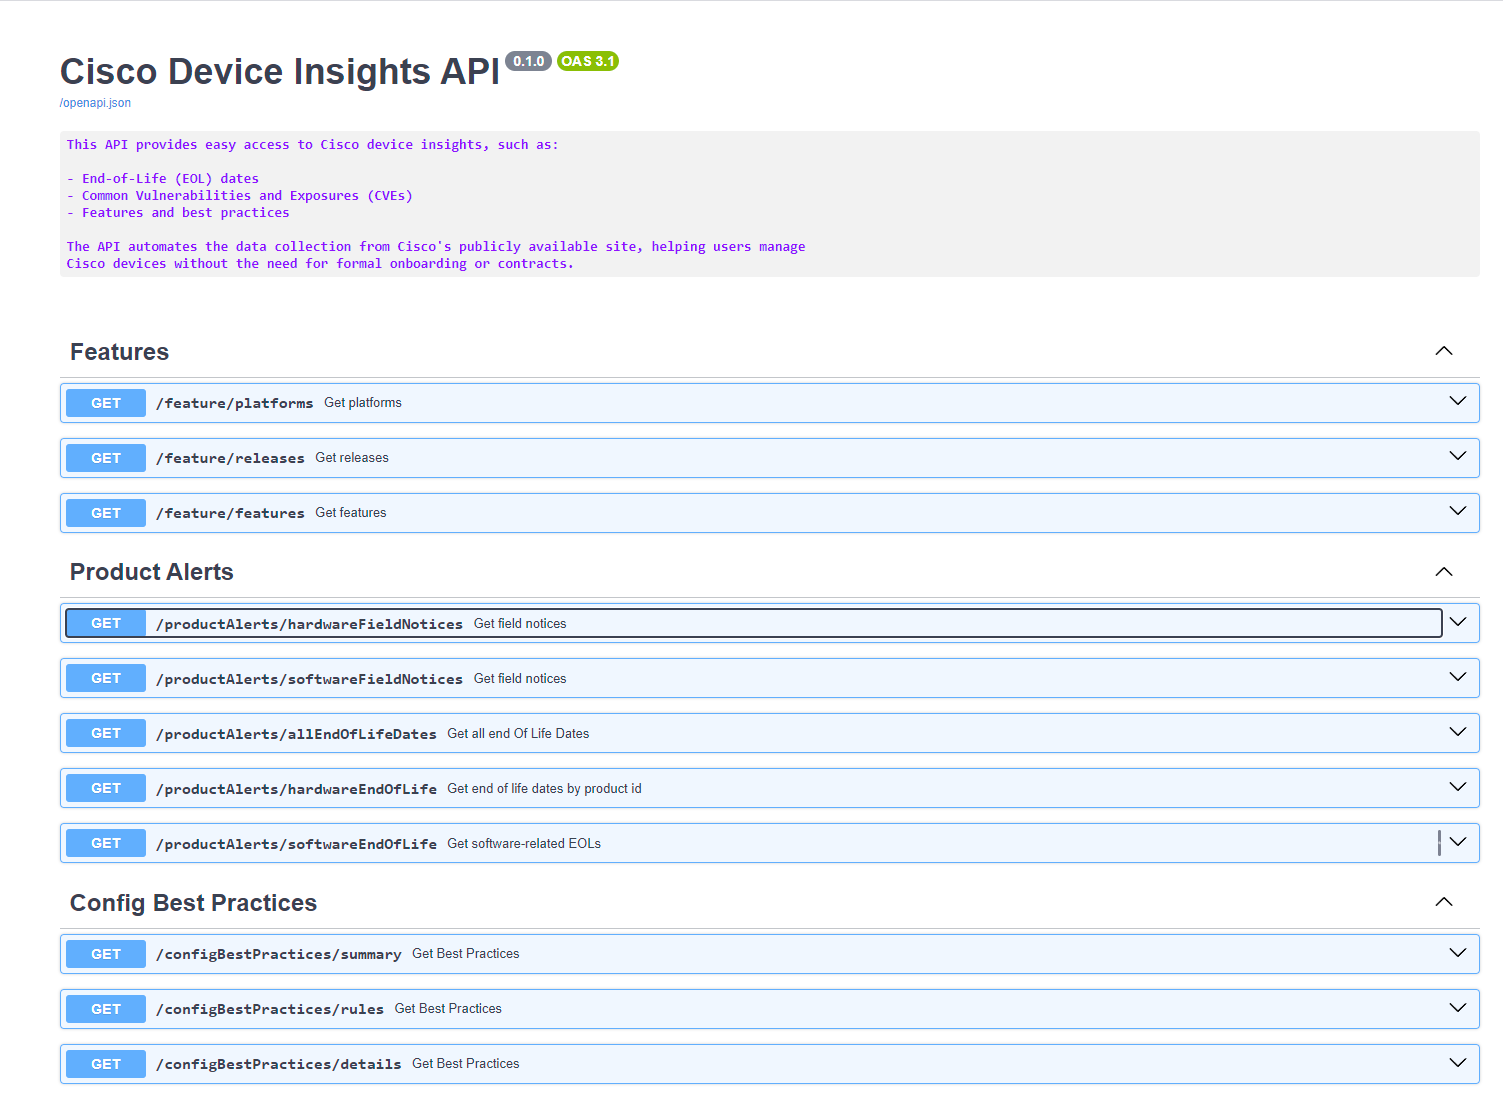 Cisco Device Insights API 0.1.0 OAS 3.1
/openapi.json
This API provides easy access to Cisco device insights, such as:
- End-of-Life (EOL) dates
- Common Vulnerabilities and Exposures (CVEs)
- Features and best practices
The API automates the data collection from Cisco's publicly available site, helping users manage
Cisco devices without the need for formal onboarding or contracts.
Features
GET /feature/platforms Get platforms
GET /feature/releases Get releases
GET /feature/features Get features
Product Alerts
GET /productAlerts/hardwareFieldNotices Get field notices
GET /productAlerts/softwareFieldNotices Get field notices
GET /productAlerts/allEndOfLifeDates Get all end Of Life Dates
GET /productAlerts/hardwareEndOfLife Get end of life dates by product id
GET /productAlerts/softwareEndOfLife Get software-related EOLs
Config Best Practices
GET /configBestPractices/summary Get Best Practices
GET /configBestPractices/rules Get Best Practices
GET /configBestPractices/details Get Best Practices